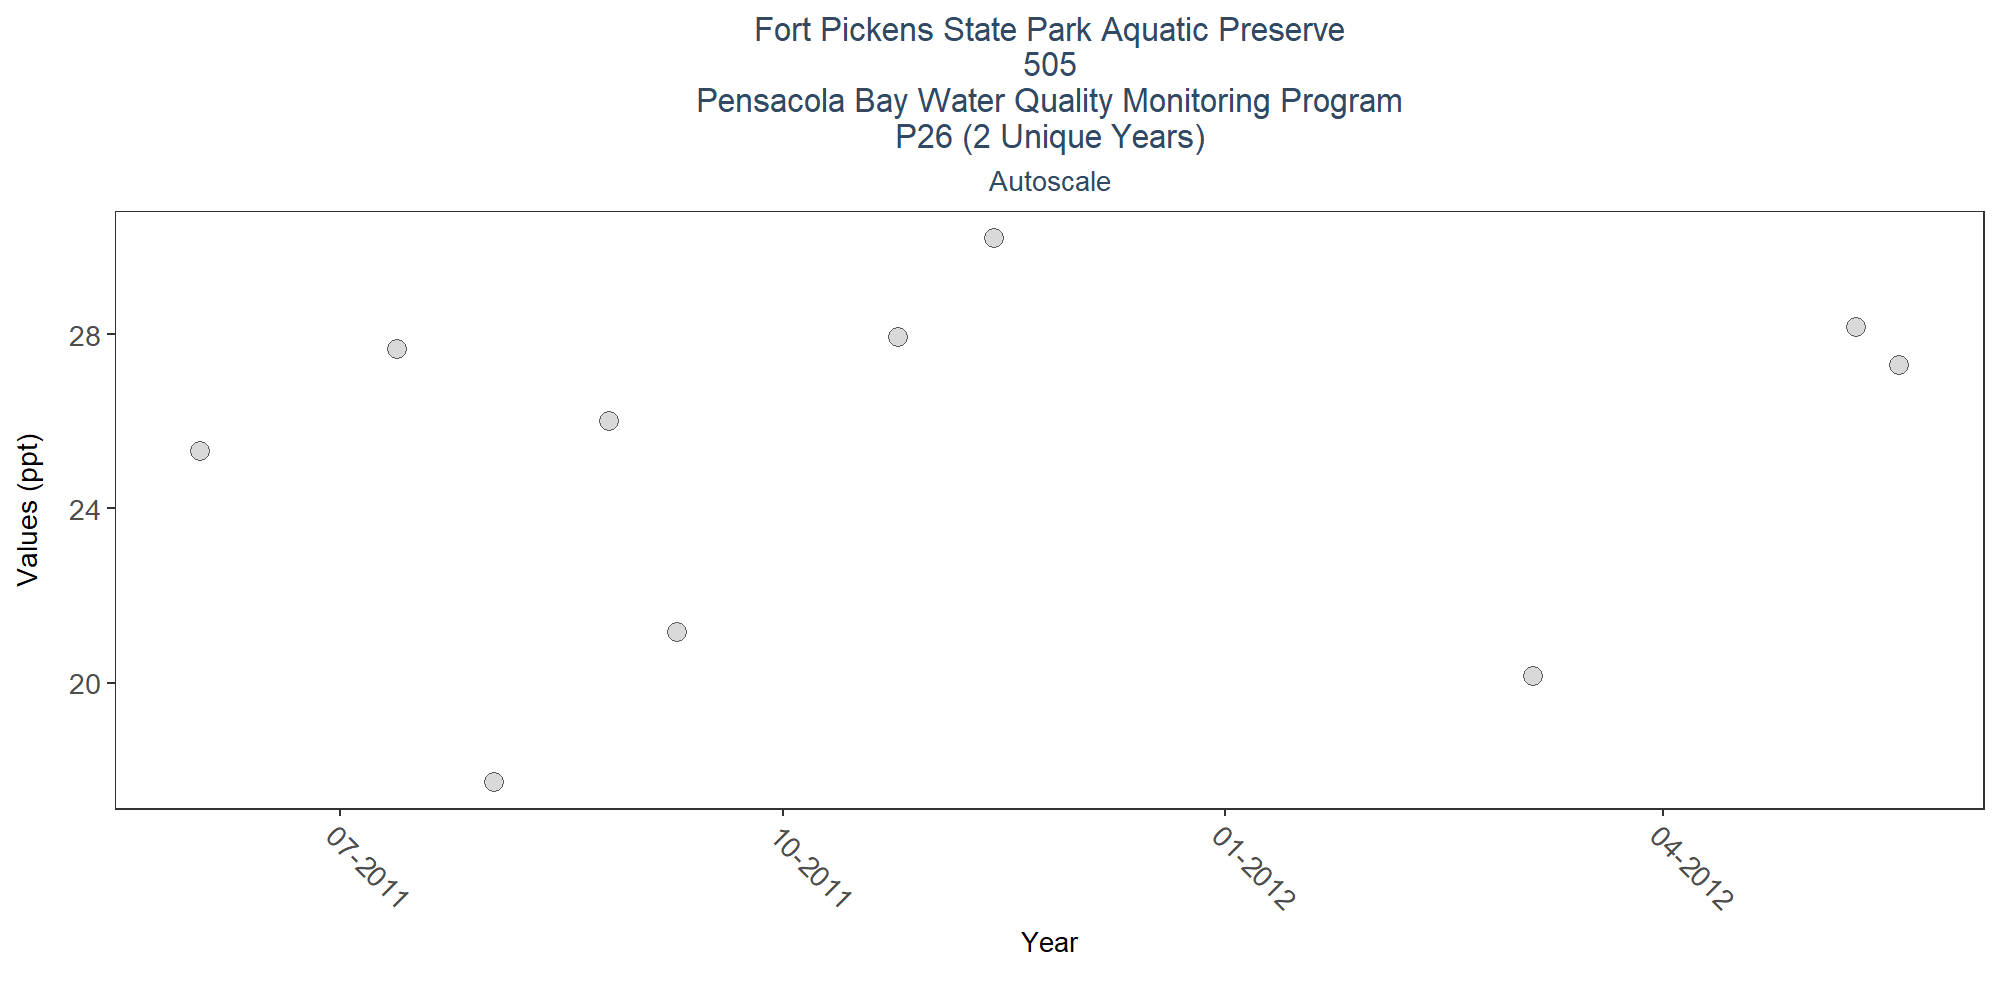 Fort Pickens State Park Aquatic Preserve
505
Pensacola Bay Water Quality Monitoring Program
P26 (2 Unique Years)
Autoscale
Values (ppt)
28
24
20
07-2011
10-2011
01-2012
04-2012
Year